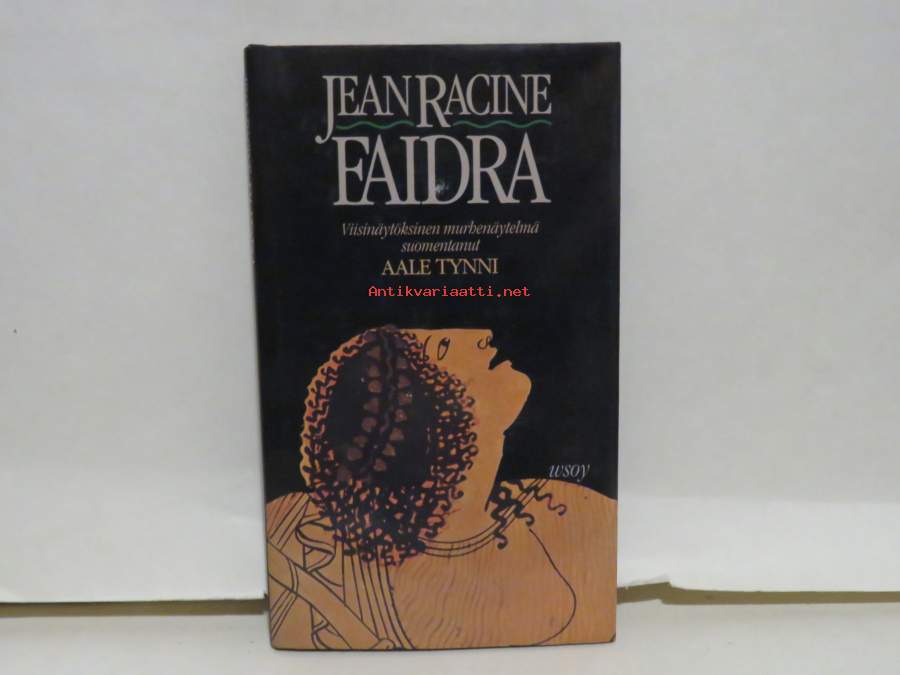 JEAN RACINE
FAIDRA
Viisinäytöksinen murhenäytelmä
suomentanut
AALE TYNNI
Antikvariaatti.net
wsoy